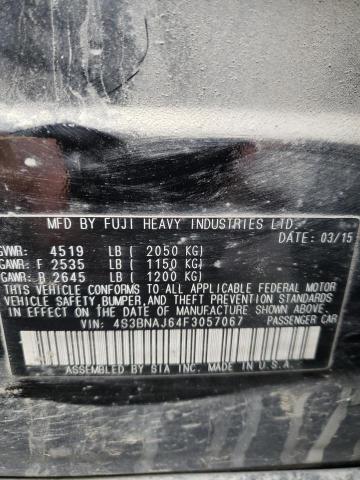 MFD BY FUJI HEAVY INDUSTRIES LTD.
DATE: 03/15
GVWR: 4519 LB ( 2050 KG)
GAWR: F 2535 LB ( 1150 KG)
GAWR: R 2645 LB ( 1200 KG)
THIS VEHICLE CONFORMS TO ALL APPLICABLE FEDERAL MOTOR
VEHICLE SAFETY, BUMPER, AND THEFT PREVENTION STANDARDS
IN EFFECT ON THE DATE OF MANUFACTURE SHOWN ABOVE.
VIN: 4S3BNAJ64F3057067 PASSENGER CAR
ASSEMBLED BY SIA INC. MADE IN U.S.A.